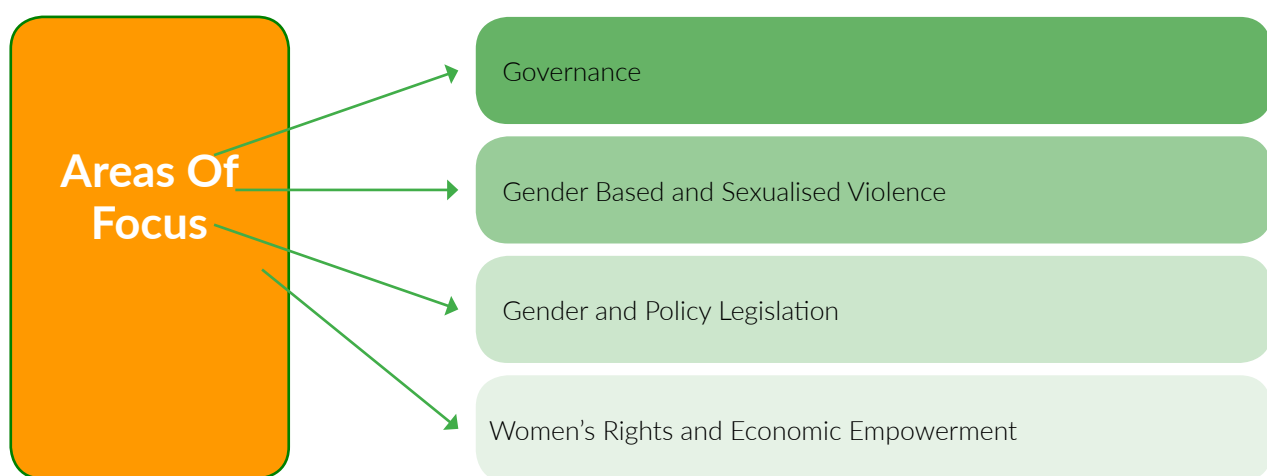 Areas Of
Focus
Governance
Gender Based and Sexualised Violence
Gender and Policy Legislation
Women’s Rights and Economic Empowerment